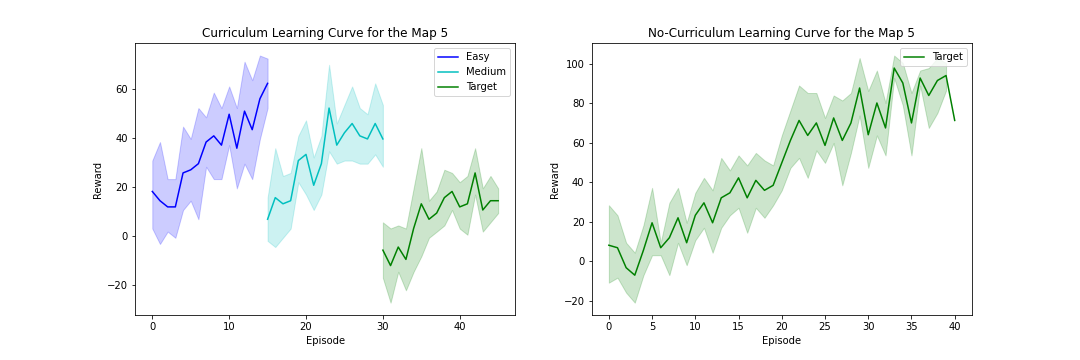 Curriculum Learning Curve for the Map 5
Reward
60
40
20
0
−20
0
10
20
30
40
Episode
Easy
Medium
Target
No-Curriculum Learning Curve for the Map 5
Reward
100
80
60
40
20
0
−20
0
5
10
15
20
25
30
35
40
Episode
Target